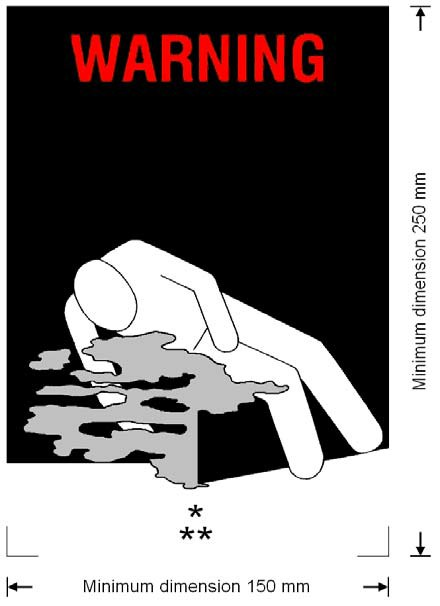 WARNING
Minimum dimension 250 mm
*
**
Minimum dimension 150 mm